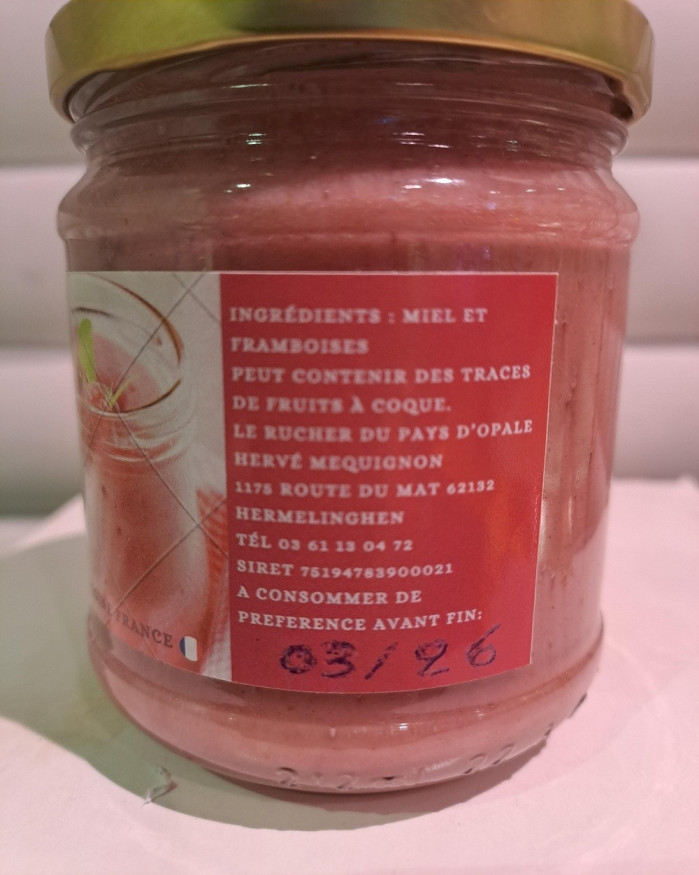 INGRÉDIENTS : MIEL ET
FRAMBOISES
PEUT CONTENIR DES TRACES
DE FRUITS À COQUE.
LE RUCHER DU PAYS D'OPALE
HERVÉ MEQUIGNON
1175 ROUTE DU MAT 62132
HERMELINGHEN
TÉL 03 61 13 04 72
SIRET 75194783900021
A CONSOMMER DE
PREFERENCE AVANT FIN:
03/26
FRANCE